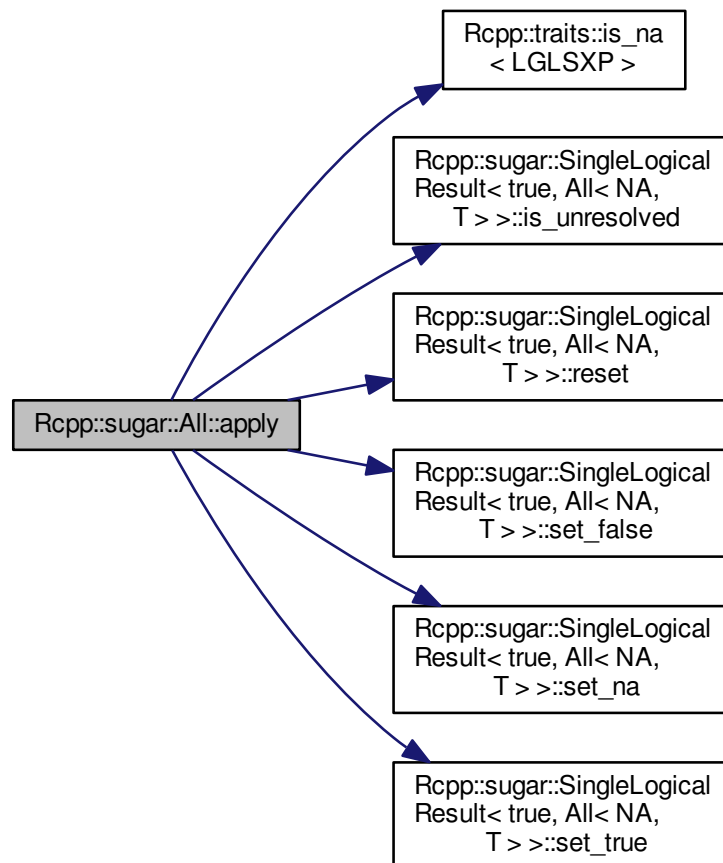 Rcpp::traits::is_na
< LGLSXP >
Rcpp::sugar::SingleLogical
Result< true, All< NA,
T > >::is_unresolved
Rcpp::sugar::SingleLogical
Result< true, All< NA,
T > >::reset
Rcpp::sugar::All::apply
Rcpp::sugar::SingleLogical
Result< true, All< NA,
T > >::set_false
Rcpp::sugar::SingleLogical
Result< true, All< NA,
T > >::set_na
Rcpp::sugar::SingleLogical
Result< true, All< NA,
T > >::set_true